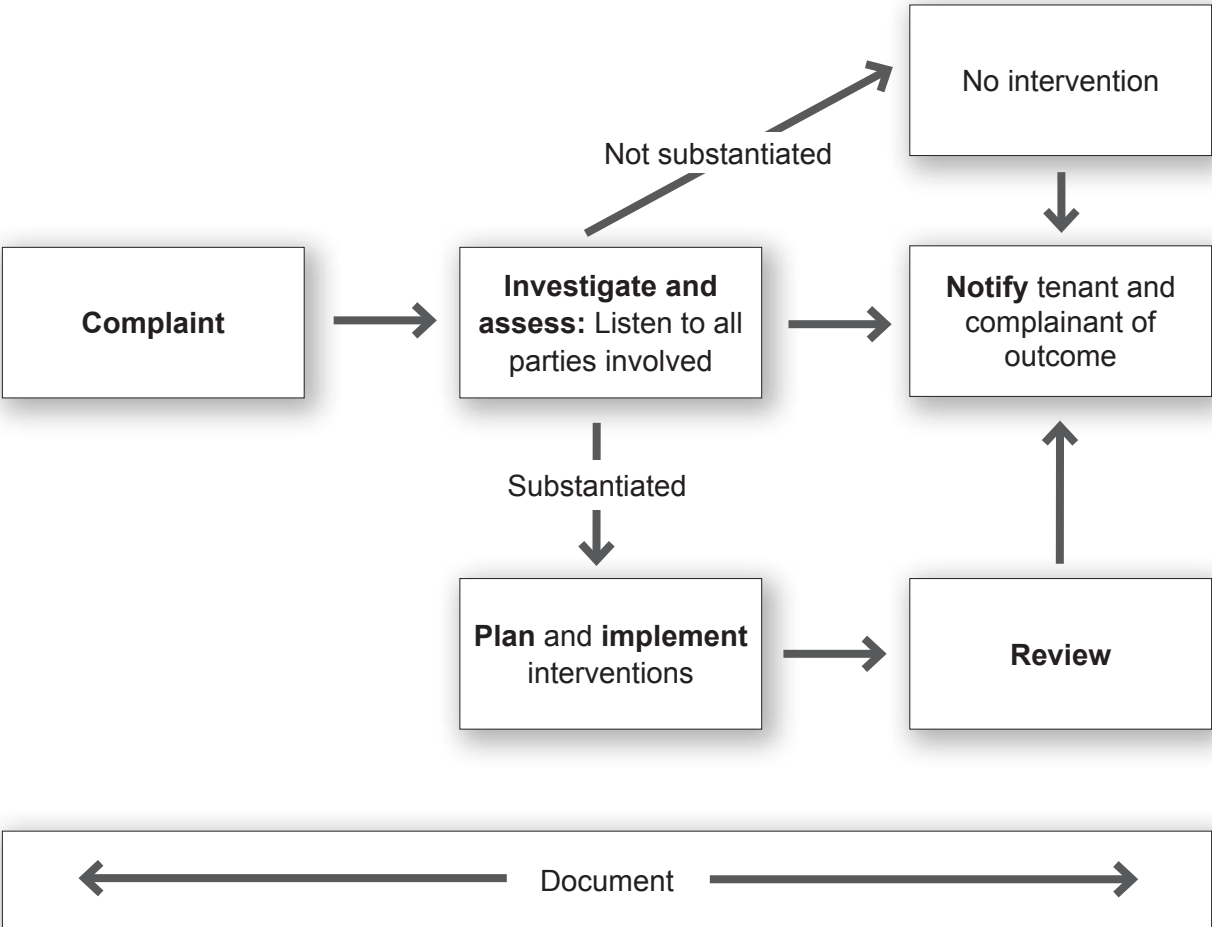 No intervention
Not substantiated
Complaint
Investigate and
assess: Listen to all
parties involved
Notify tenant and
complainant of
outcome
Substantiated
Plan and implement
interventions
Review
Document